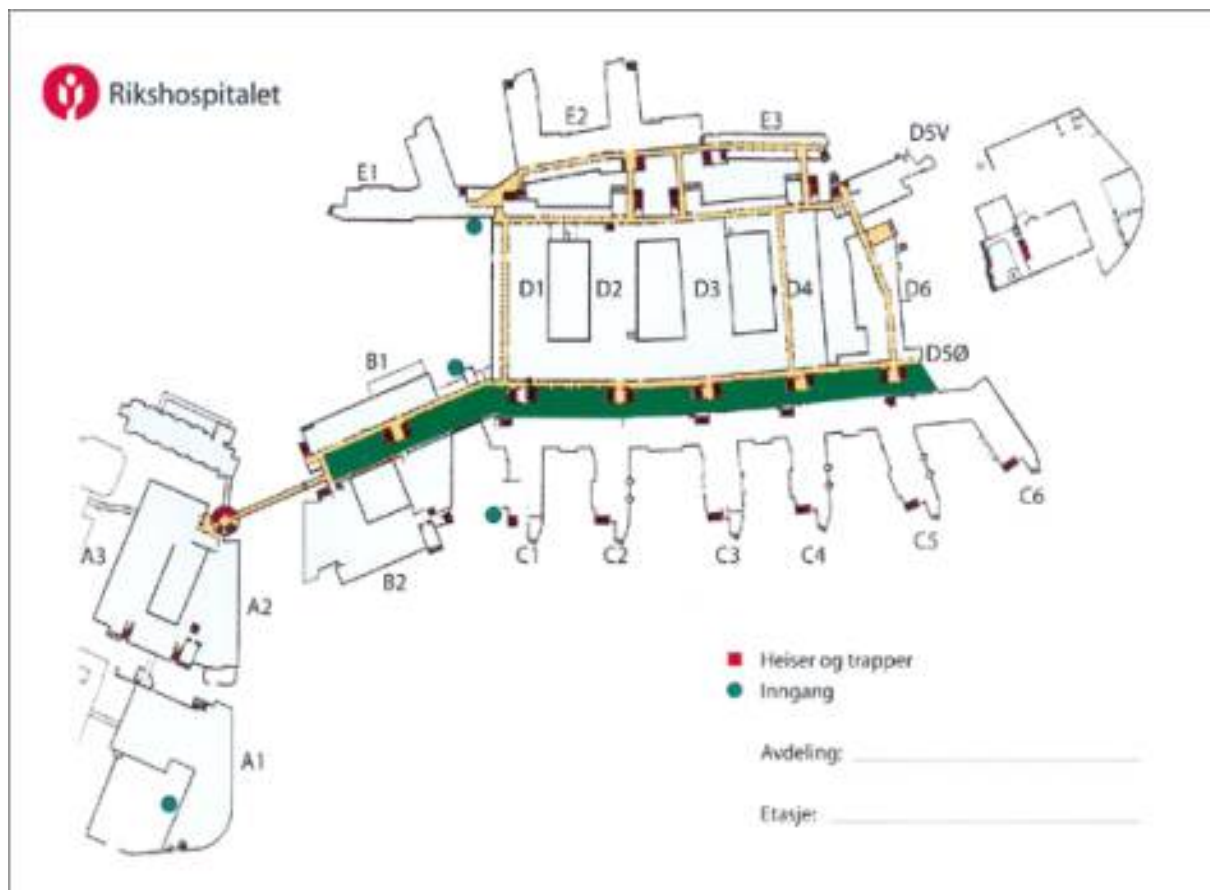 Rikshospitalet
E2
E3
D5V
E1
D1
D2
D3
D4
D6
B1
D5Ø
A3
C6
C1
C2
C3
C4
C5
B2
A2
Heiser og trapper
Inngang
A1
Avdeling:
Etasje: